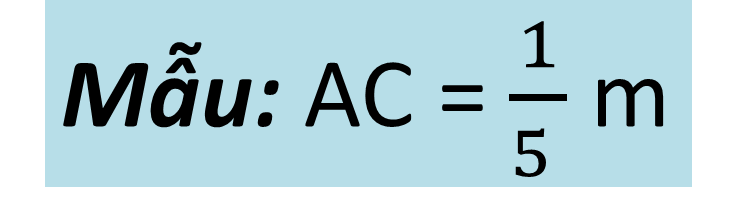 Mẫu: AC = 1/5 m